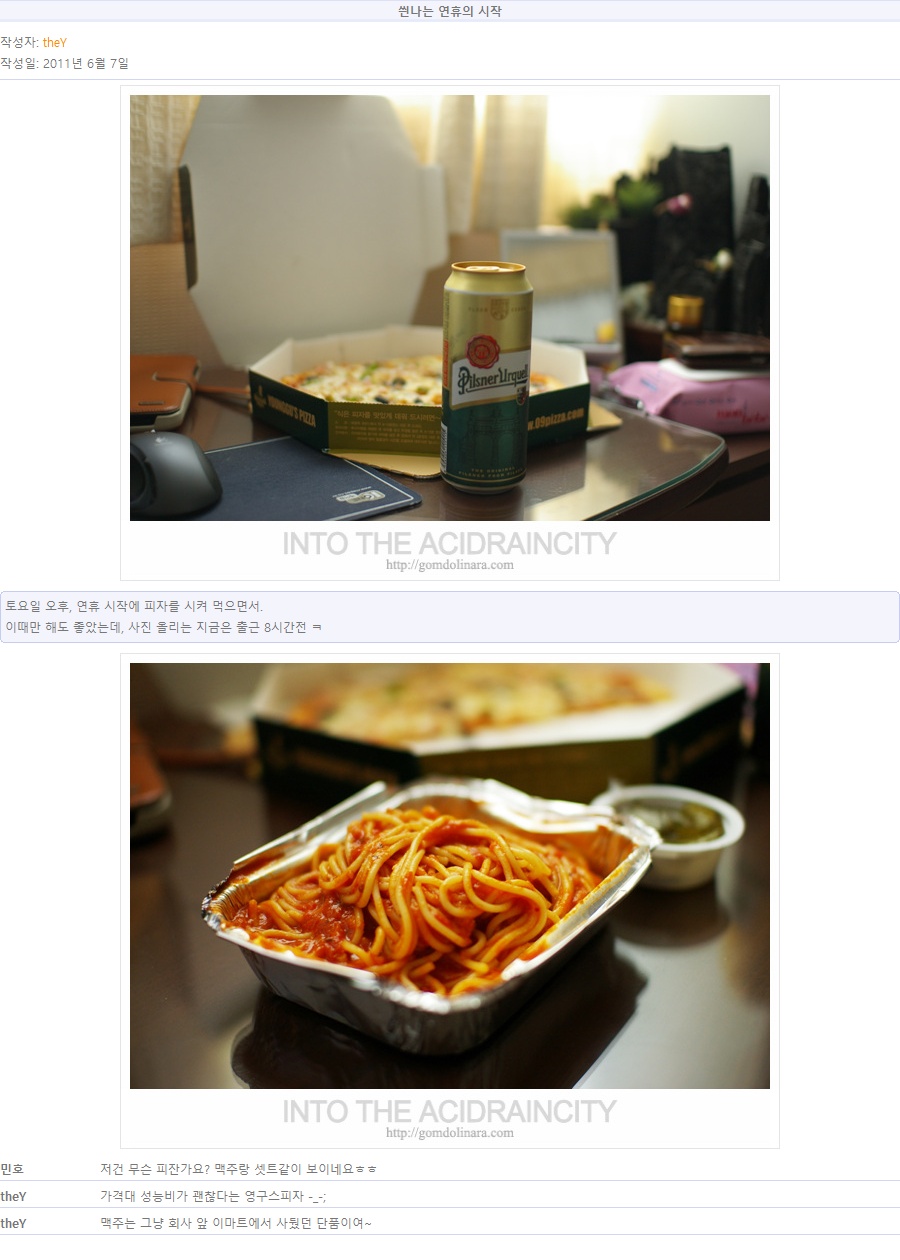 씐나는 연휴의 시작
작성자: theY
작성일: 2011년 6월 7일
YOUNGGU'S PIZZA
Pilsner Urquell
w.09pizza.com
THE ORIGINAL
INTO THE ACIDRAINCITY
http://gomdolinara.com
토요일 오후, 연휴 시작에 피자를 시켜 먹으면서.
이때만 해도 좋았는데, 사진 올리는 지금은 출근 8시간전 ㅋ
INTO THE ACIDRAINCITY
http://gomdolinara.com
민호 저건 무슨 피잔가요? 맥주랑 셋트같이 보이네요ㅎㅎ
theY 가격대 성능비가 괜찮다는 영구스피자 -_-;
theY 맥주는 그냥 회사 앞 이마트에서 사뒀던 단품이여~